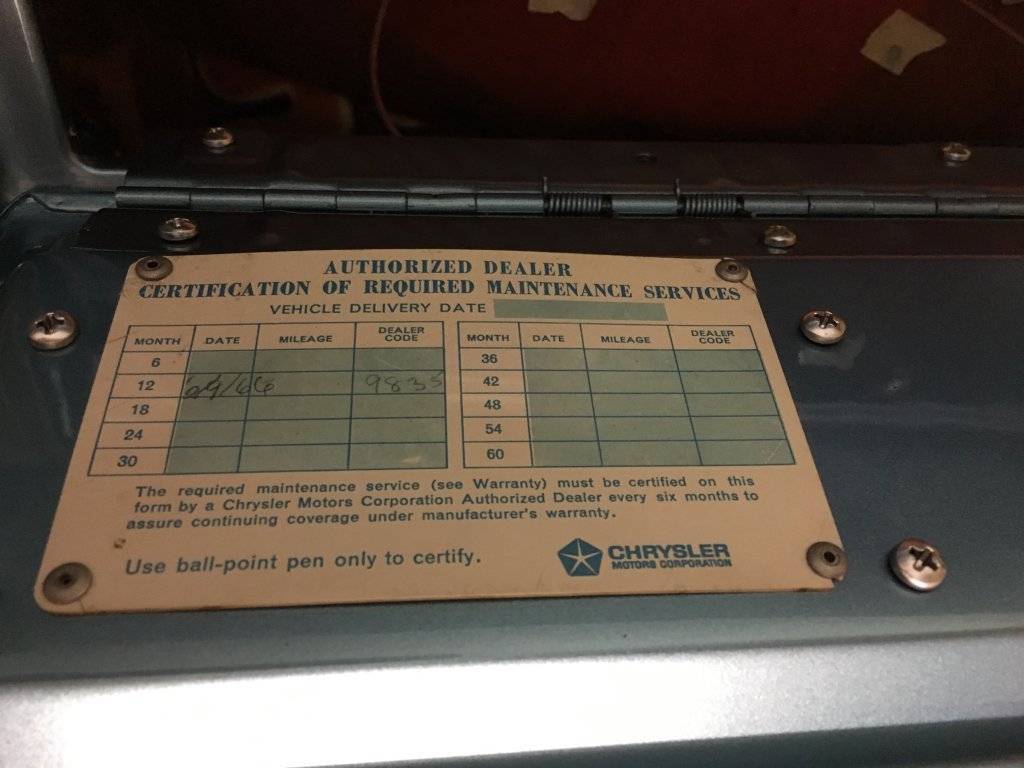 AUTHORIZED DEALER
CERTIFICATION OF REQUIRED MAINTENANCE SERVICES
VEHICLE DELIVERY DATE
MONTH DATE MILEAGE DEALER CODE MONTH DATE MILEAGE DEALER CODE
6 36
12 9835 42
18 48
24 54
30 60
The required maintenance service (see Warranty) must be certified on this
form by a Chrysler Motors Corporation Authorized Dealer every six months to
assure continuing coverage under manufacturer's warranty.
Use ball-point pen only to certify.
CHRYSLER
MOTORS CORPORATION